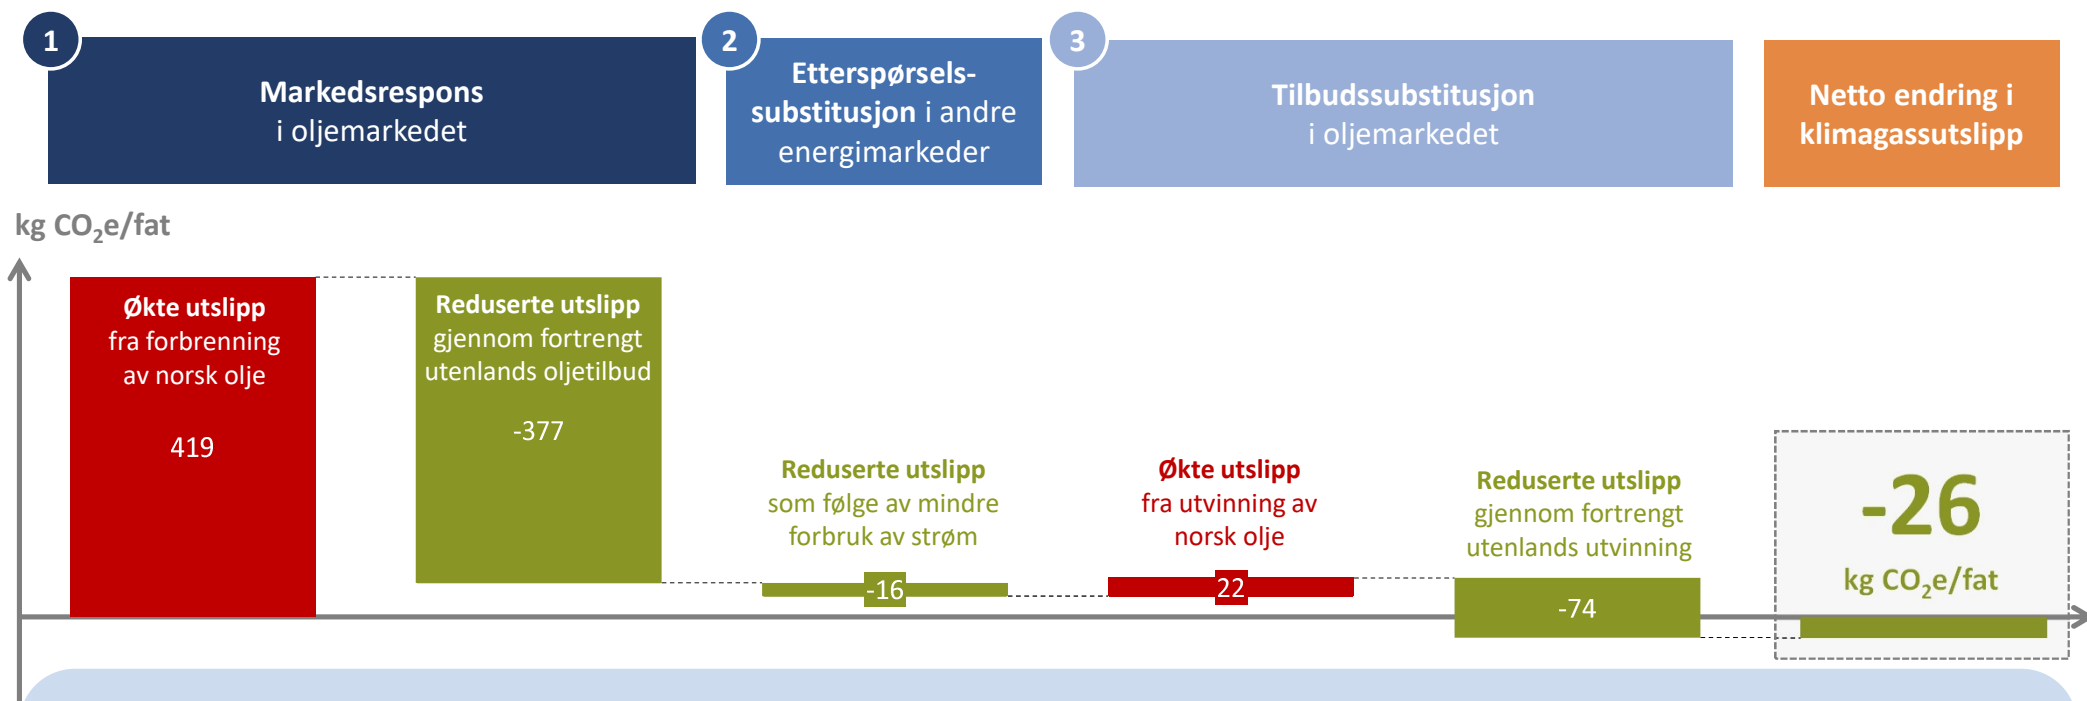 1
Markedsrespons
i oljemarkedet
2
Etterspørsels-
substitusjon i andre
energimarkeder
3
Tilbudssubstitusjon
i oljemarkedet
Netto endring i
klimagassutslipp
kg CO₂e/fat
Økte utslipp
fra forbrenning
av norsk olje
419
Reduserte utslipp
gjennom fortrengt
utenlands oljetilbud
-377
Reduserte utslipp
som følge av mindre
forbruk av strøm
-16
Økte utslipp
fra utvinning av
norsk olje
22
Reduserte utslipp
gjennom fortrengt
utenlands utvinning
-74
-26
kg CO₂e/fat